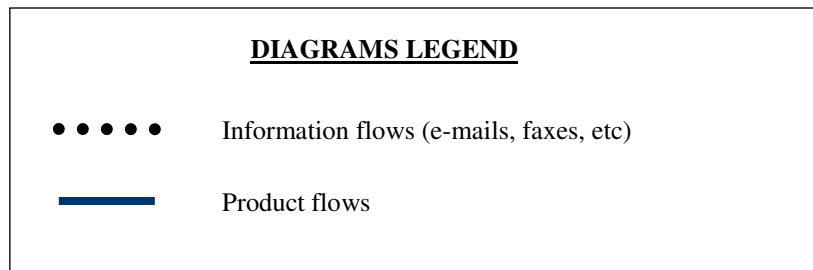 DIAGRAMS LEGEND
Information flows (e-mails, faxes, etc)
Product flows